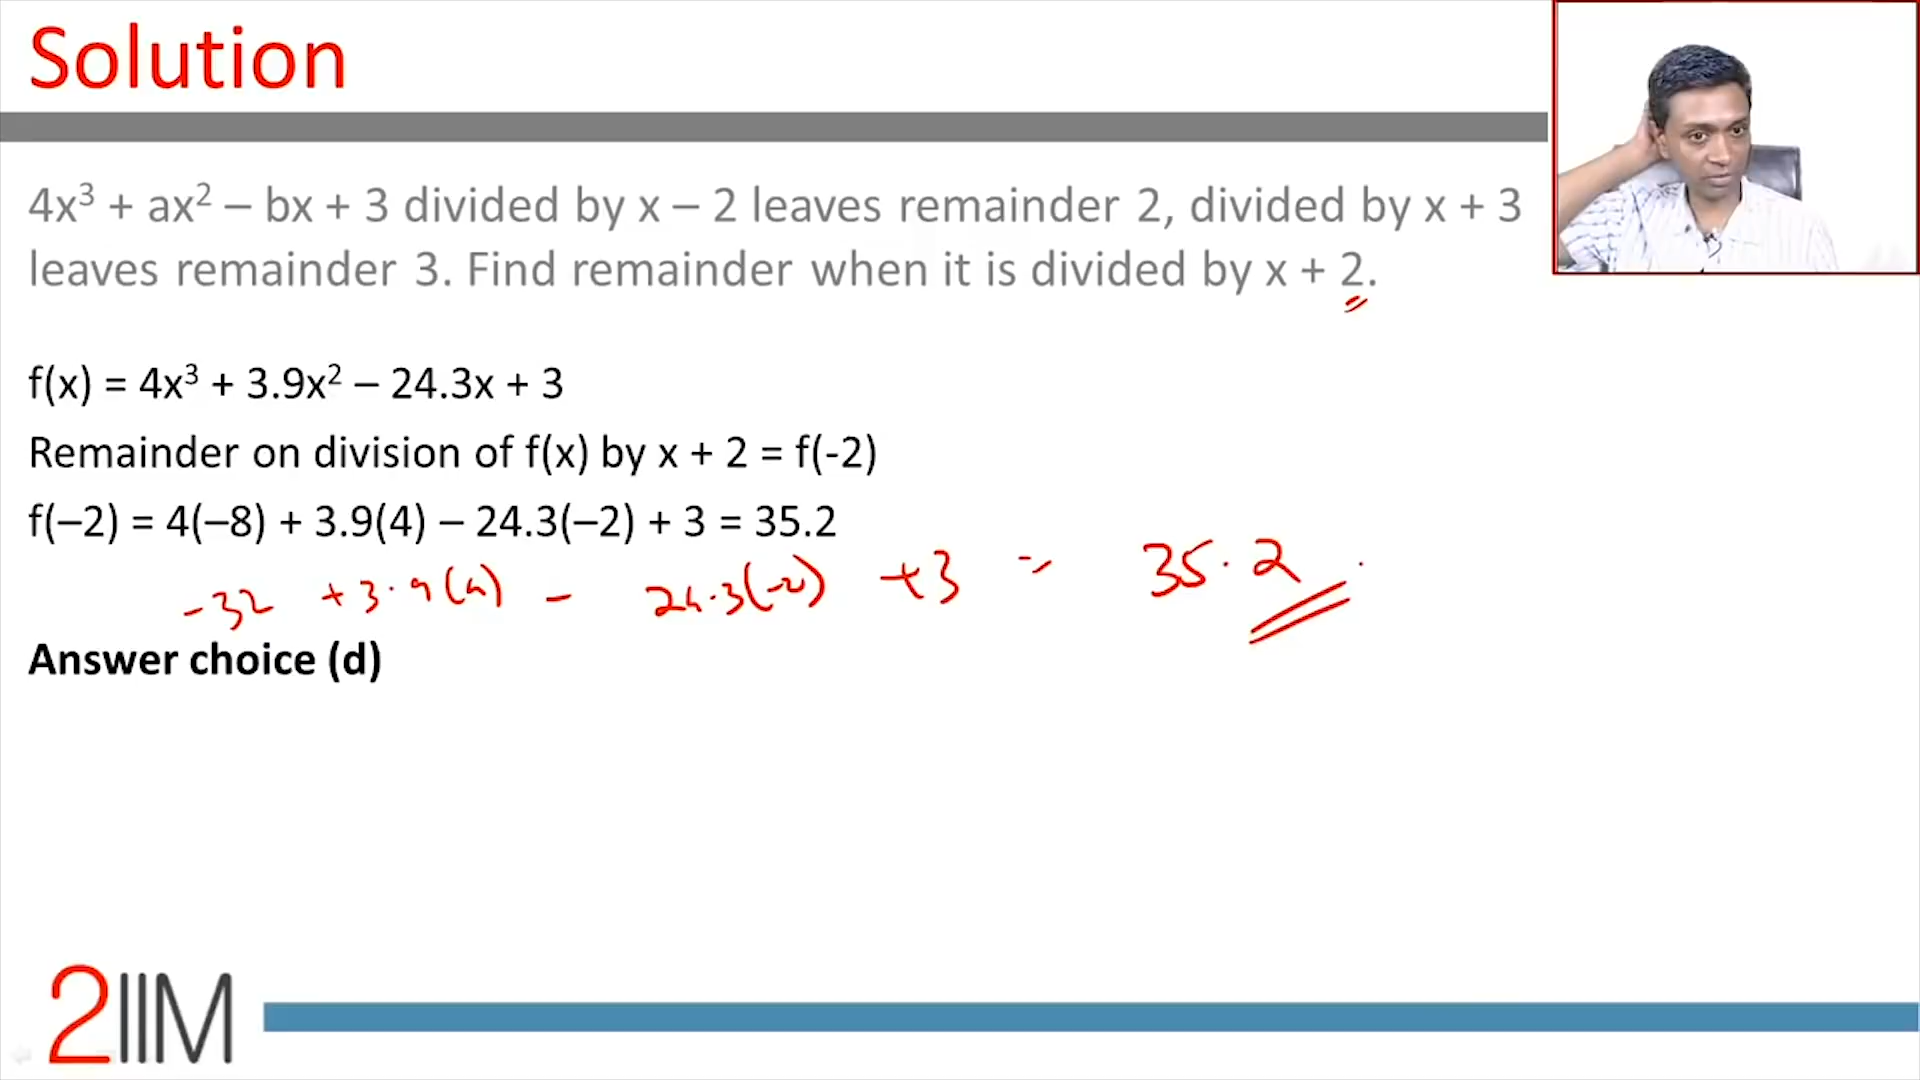 Solution
4x³ + ax² – bx + 3 divided by x – 2 leaves remainder 2, divided by x + 3
leaves remainder 3. Find remainder when it is divided by x + 2.
f(x) = 4x³ + 3.9x² – 24.3x + 3
Remainder on division of f(x) by x + 2 = f(-2)
f(–2) = 4(–8) + 3.9(4) – 24.3(–2) + 3 = 35.2
-32 + 3.9(4) - 24.3(-2) + 3 = 35.2
Answer choice (d)
2IIM